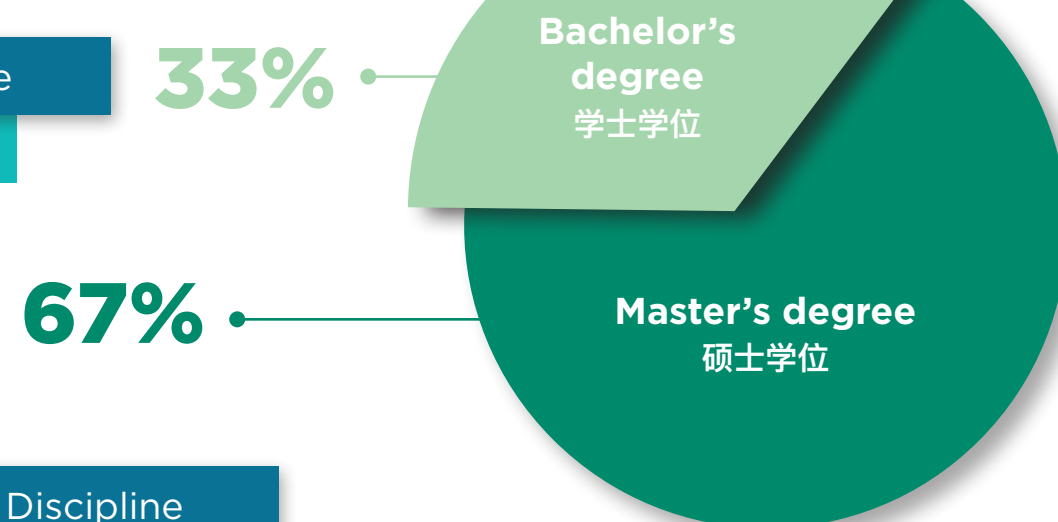 Bachelor's
degree
学士学位
33%
67%
Master's degree
硕士学位
Discipline